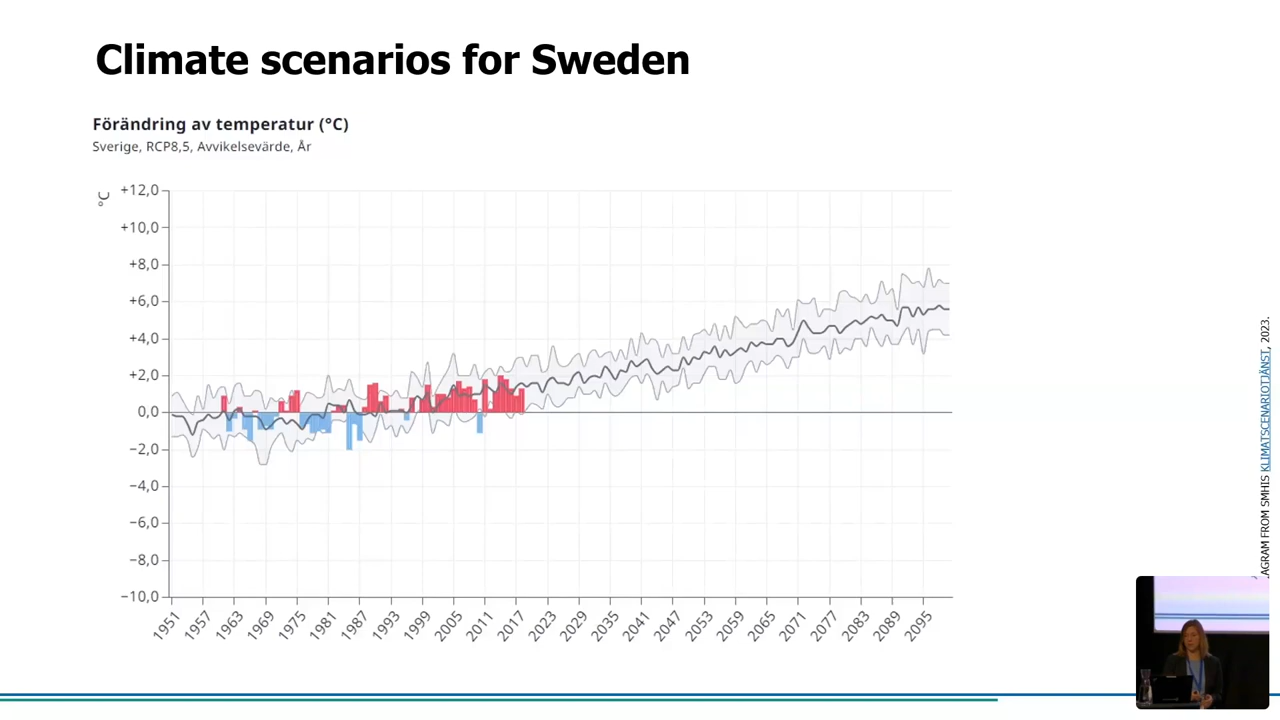 Climate scenarios for Sweden
Förändring av temperatur (°C)
Sverige, RCP8,5, Avvikelsevärde, År
°C
+12,0
+10,0
+8,0
+6,0
+4,0
+2,0
0,0
−2,0
−4,0
−6,0
−8,0
−10,0
1951 1957 1963 1969 1975 1981 1987 1993 1999 2005 2011 2017 2023 2029 2035 2041 2047 2053 2059 2065 2071 2077 2083 2089 2095
AGRAM FROM SMHIS KLIMATSCENARIOTJÄNST, 2023.